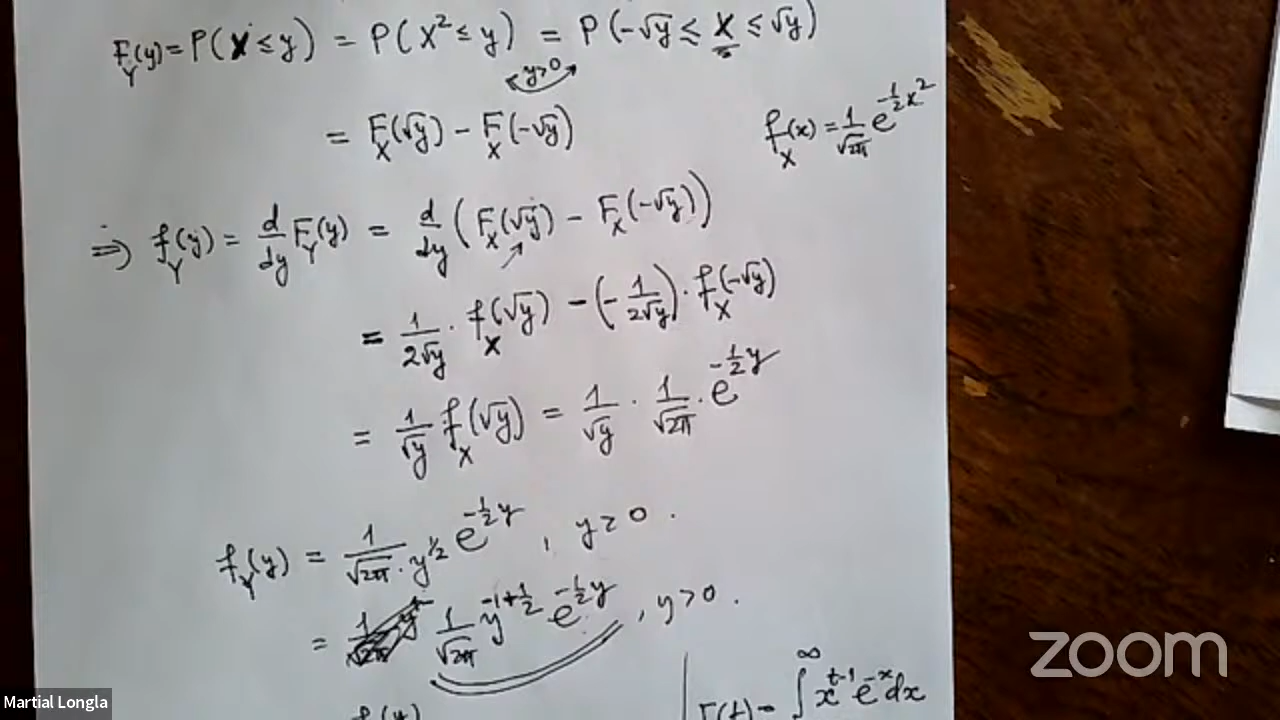 F_Y(y) = P(X ≤ y) = P(X² ≤ y) = P(-√y ≤ X ≤ √y)
y>0
= F_X(√y) - F_X(-√y)
f_X(x) = 1/√2π e^{-1/2 x²}
⇒ f_Y(y) = d/dy F_Y(y) = d/dy (F_X(√y) - F_X(-√y))
= 1/2√y · f_X(√y) - (-1/2√y) · f_X(-√y)
= 1/√y f_X(√y) = 1/√y · 1/√2π · e^{-1/2 y}
f_Y(y) = 1/√2π · y^{1/2} e^{-1/2 y} , y ≥ 0 .
= 1/√2π y^{-1+1/2} e^{-1/2 y} , y > 0 .
Γ(t) = ∫^∞ x^{t-1} e^{-x} dx
zoom
Martial Longla